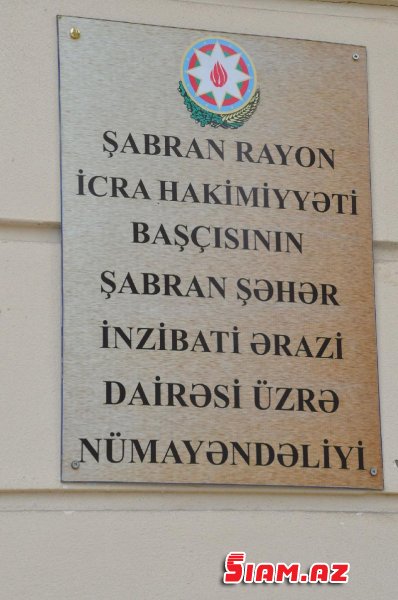 ŞABRAN RAYON
İCRA HAKİMİYYƏTİ
BAŞÇISININ
ŞABRAN ŞƏHƏR
İNZİBATİ ƏRAZİ
DAİRƏSİ ÜZRƏ
NÜMAYƏNDƏLİYİ
SIAM.AZ